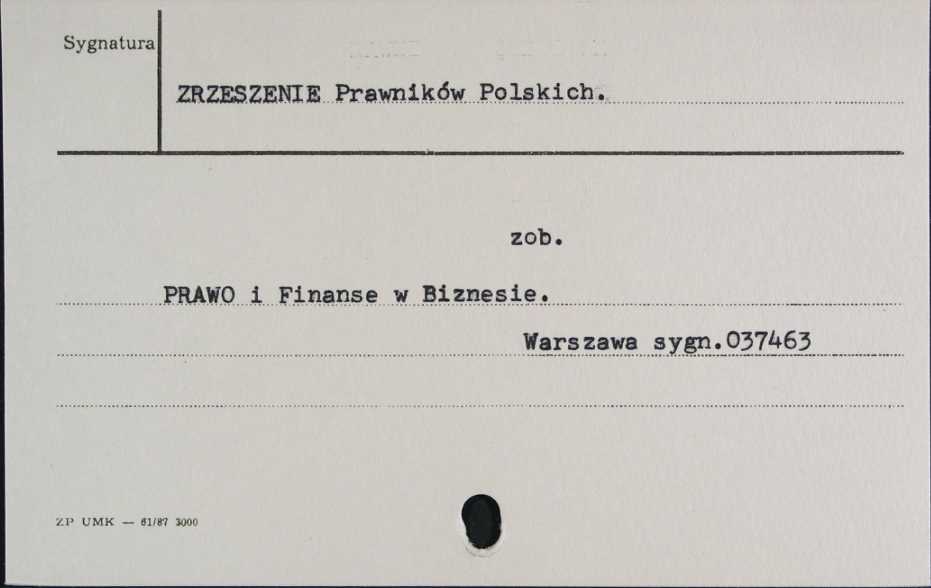 Sygnatura
ZRZESZENIE Prawników Polskich.
zob.
PRAWO i Finanse w Biznesie.
Warszawa sygn.037463
ZP UMK — 61/87 3000